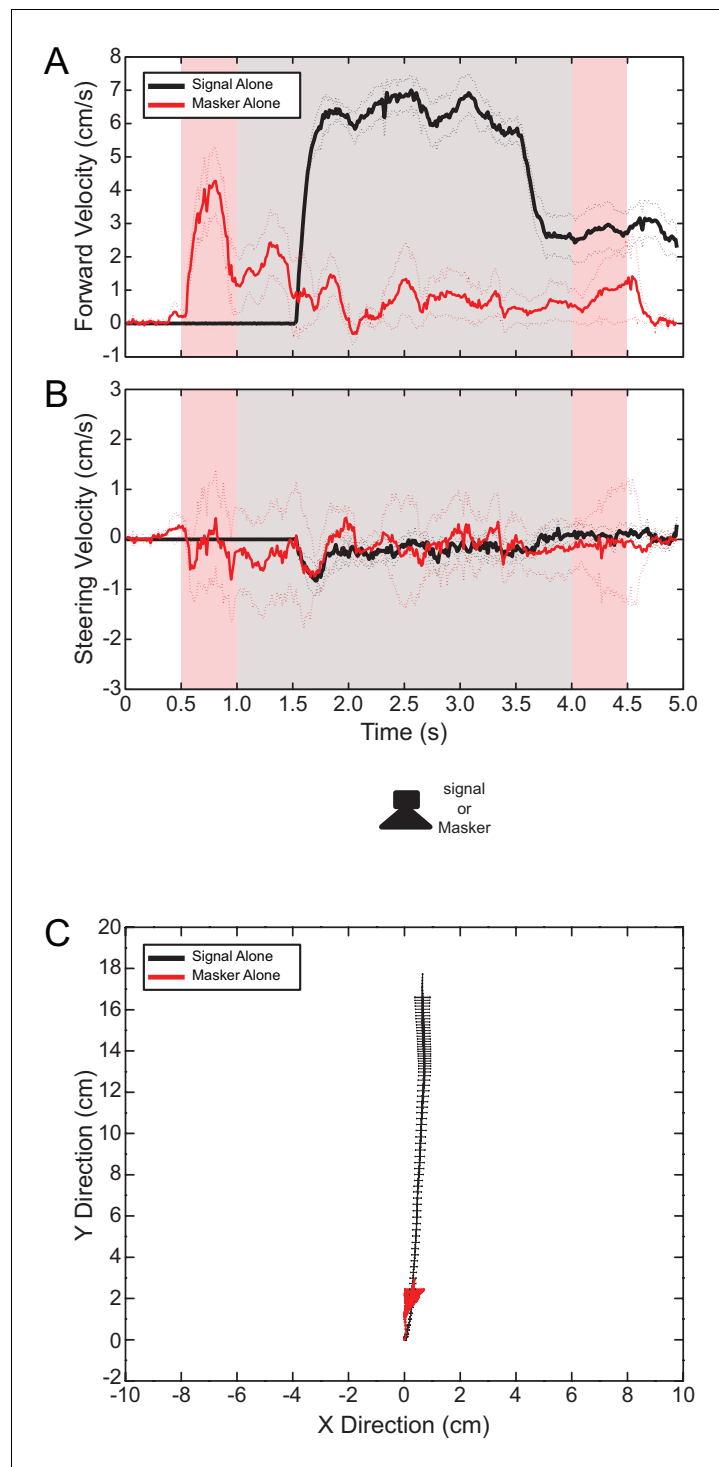 A
8
7
6
5
4
3
2
1
0
-1
Forward Velocity (cm/s)
Signal Alone
Masker Alone
B
3
2
1
0
-1
-2
-3
Steering Velocity (cm/s)
0 0.5 1.0 1.5 2.0 2.5 3.0 3.5 4.0 4.5 5.0
Time (s)
signal
or
Masker
C
20
18
16
14
12
10
8
6
4
2
0
-2
Y Direction (cm)
Signal Alone
Masker Alone
-10 -8 -6 -4 -2 0 2 4 6 8 10
X Direction (cm)